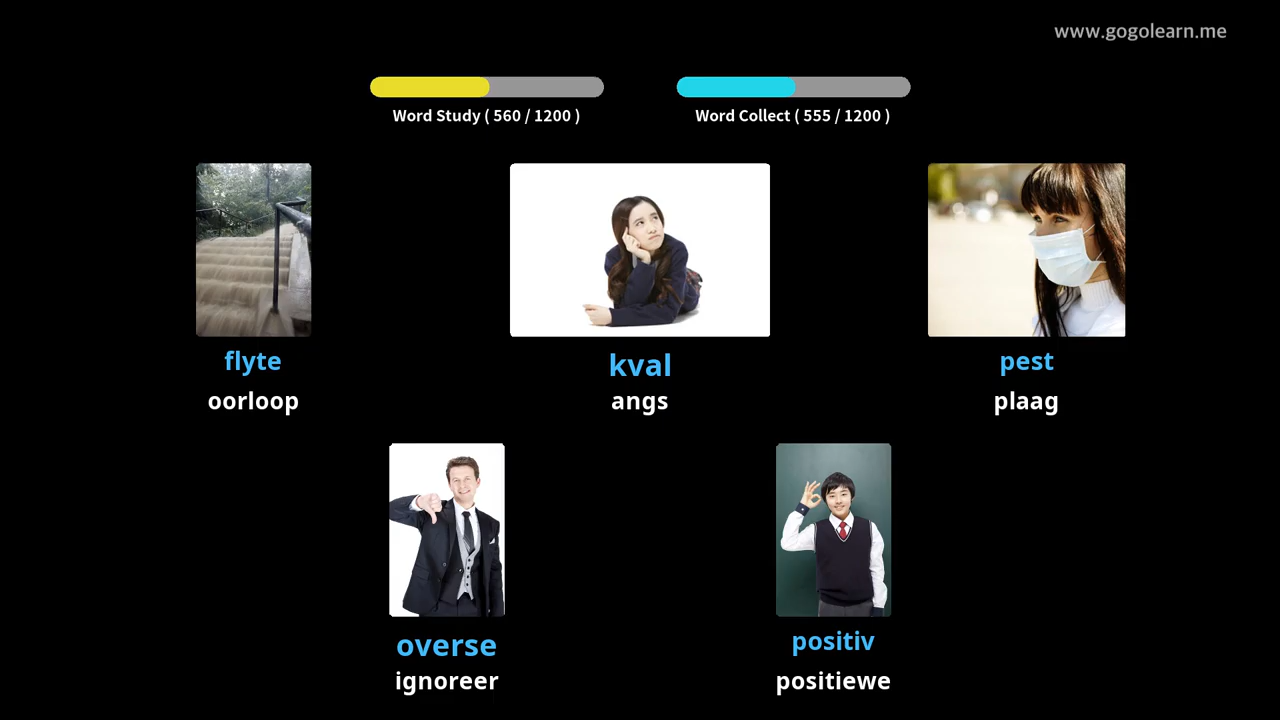 www.gogolearn.me
Word Study ( 560 / 1200 )
Word Collect ( 555 / 1200 )
flyte
oorloop
kval
angs
pest
plaag
overse
ignoreer
positiv
positiewe